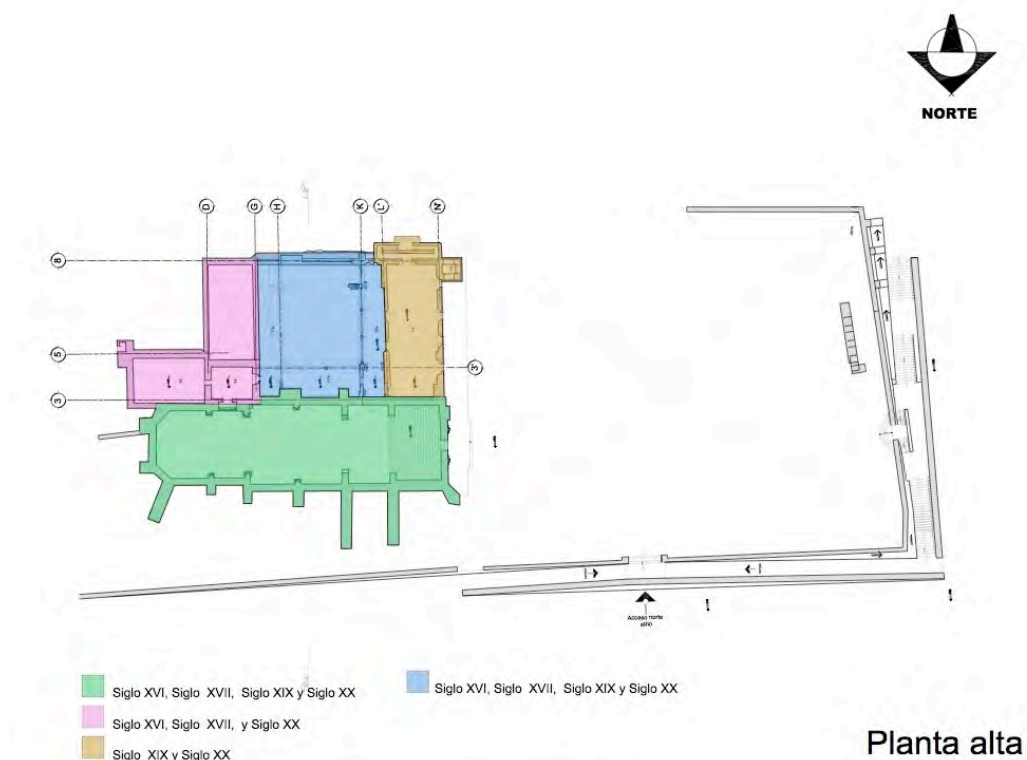 NORTE
D
G
H
K
L'
N'
8
5
3
3'
Acceso norte
atrio
Siglo XVI, Siglo XVII, Siglo XIX y Siglo XX
Siglo XVI, Siglo XVII, Siglo XIX y Siglo XX
Siglo XVI, Siglo XVII, y Siglo XX
Siglo XIX y Siglo XX
Planta alta